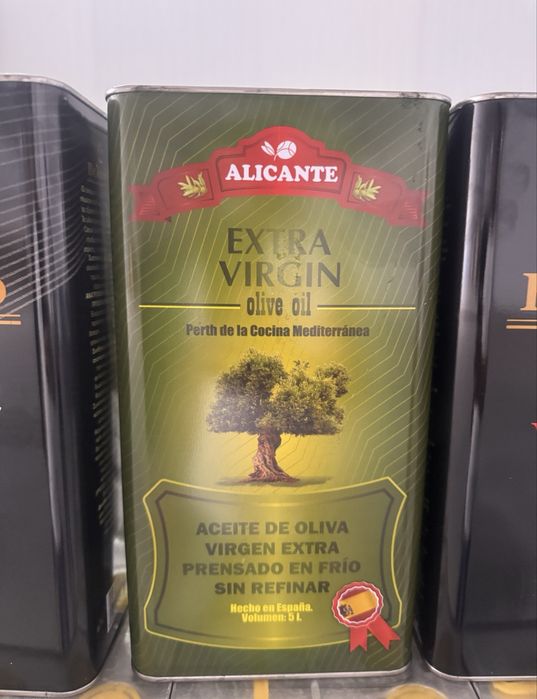 ALICANTE
EXTRA
VIRGIN
olive oil
Perth de la Cocina Mediterránea
ACEITE DE OLIVA
VIRGEN EXTRA
PRENSADO EN FRÍO
SIN REFINAR
Hecho en España.
Volumen: 5 L